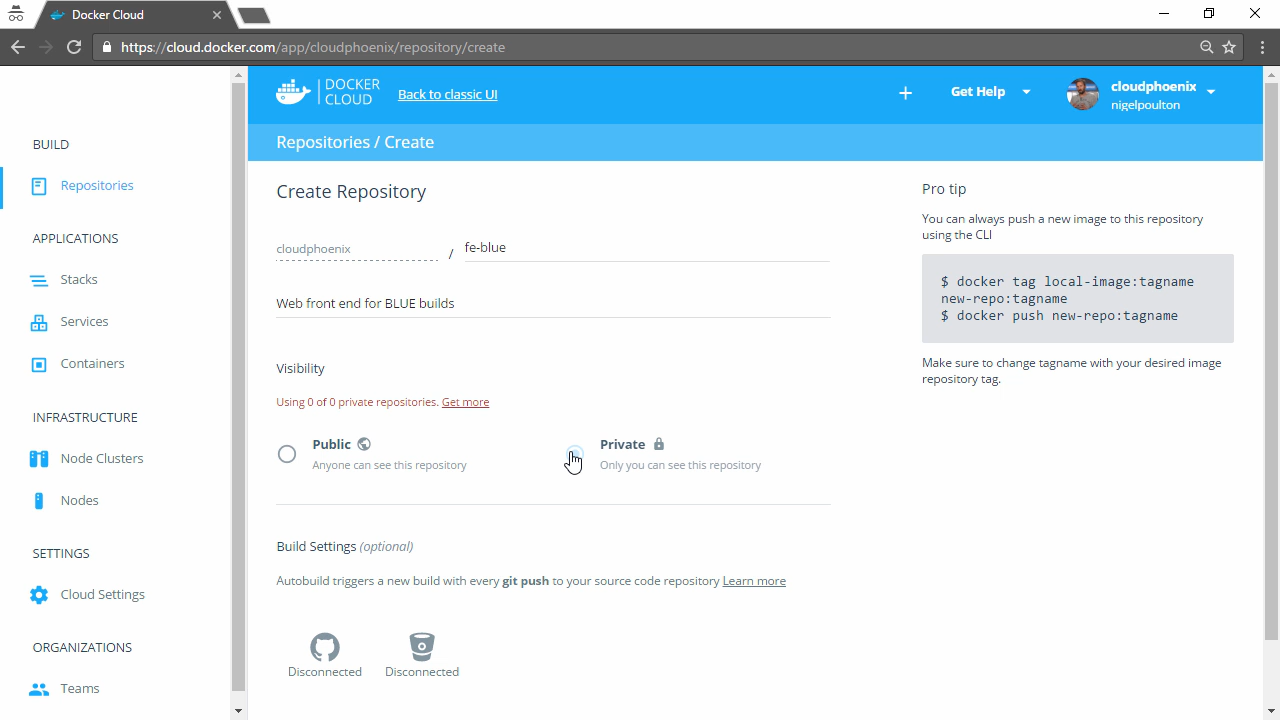 Docker Cloud
https://cloud.docker.com/app/cloudphoenix/repository/create
DOCKER
CLOUD
Back to classic UI
Get Help
cloudphoenix
nigelpoulton
Repositories / Create
BUILD
Repositories
APPLICATIONS
Stacks
Services
Containers
INFRASTRUCTURE
Node Clusters
Nodes
SETTINGS
Cloud Settings
ORGANIZATIONS
Teams
Create Repository
cloudphoenix / fe-blue
Web front end for BLUE builds
Visibility
Using 0 of 0 private repositories. Get more
Public
Anyone can see this repository
Private
Only you can see this repository
Build Settings (optional)
Autobuild triggers a new build with every git push to your source code repository Learn more
Disconnected
Disconnected
Pro tip
You can always push a new image to this repository
using the CLI
$ docker tag local-image:tagname
new-repo:tagname
$ docker push new-repo:tagname
Make sure to change tagname with your desired image
repository tag.